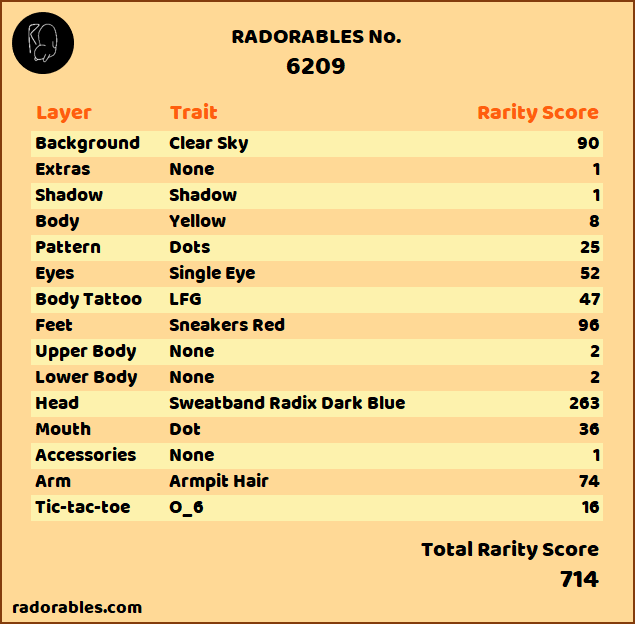 RADORABLES No.
6209
Layer Trait Rarity Score
Background Clear Sky 90
Extras None 1
Shadow Shadow 1
Body Yellow 8
Pattern Dots 25
Eyes Single Eye 52
Body Tattoo LFG 47
Feet Sneakers Red 96
Upper Body None 2
Lower Body None 2
Head Sweatband Radix Dark Blue 263
Mouth Dot 36
Accessories None 1
Arm Armpit Hair 74
Tic-tac-toe O_6 16
Total Rarity Score
714
radorables.com